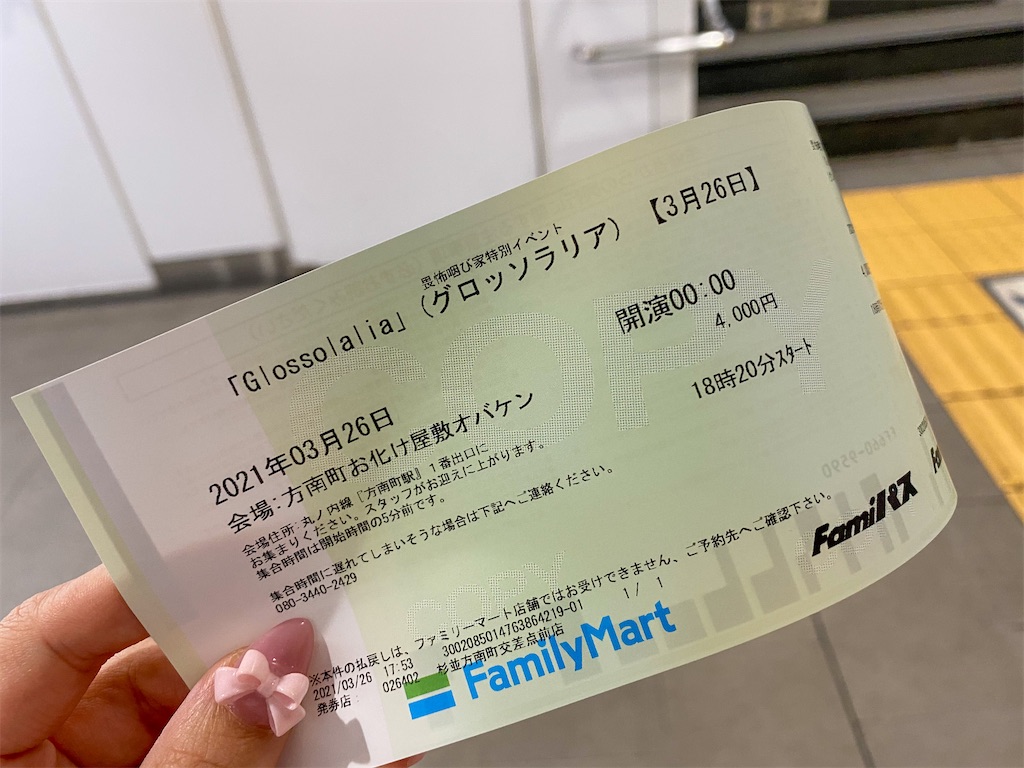 恐怖咽び家特別イベント
「Glossolalia」(グロッソラリア) 【3月26日】
2021年03月26日 開演00:00
4,000円
会場:方南町お化け屋敷オバケン 18時20分スタート
会場住所:丸ノ内線『方南町駅』1番出口に
お集まりください。スタッフがお迎えに上がります。
集合時間は開始時間の5分前です。
集合時間に遅れてしまいそうな場合は下記へご連絡ください。
080-3440-2429
※本件の払戻しは、ファミリーマート店舗ではお受けできません、ご予約先へご確認下さい。
2021/03/26 17:53 3002085014763864219-01 1/ 1
発券店: 026402 杉並方南町交差点前店
FamilyMart
Famiパス
COPY
COPY